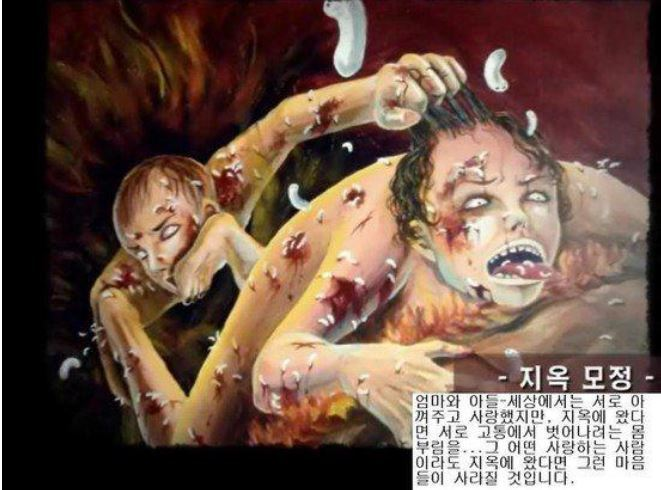 - 지옥 모정 -
엄마와 아들-세상에서는 서로 아
껴주고 사랑했지만, 지옥에 왔다
면 서로 고통에서 벗어나려는 몸
부림을...그 어떤 사랑하는 사람
이라도 지옥에 왔다면 그런 마음
들이 사라질 것입니다.